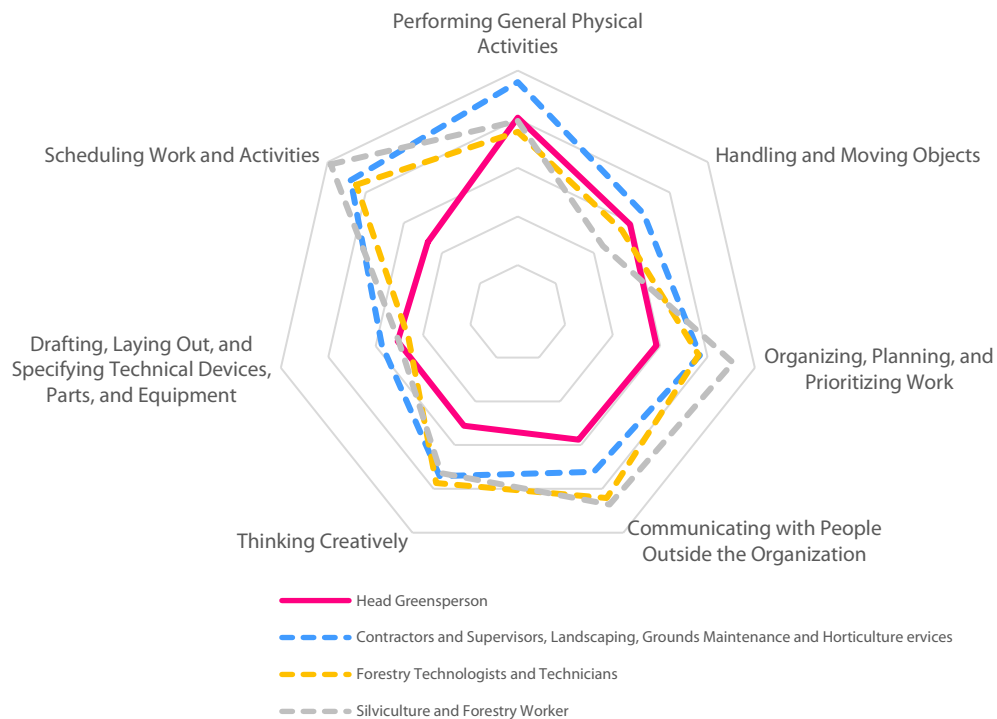 Performing General Physical
Activities
Scheduling Work and Activities
Handling and Moving Objects
Drafting, Laying Out, and
Specifying Technical Devices,
Parts, and Equipment
Organizing, Planning, and
Prioritizing Work
Thinking Creatively
Communicating with People
Outside the Organization
Head Greensperson
Contractors and Supervisors, Landscaping, Grounds Maintenance and Horticulture ervices
Forestry Technologists and Technicians
Silviculture and Forestry Worker